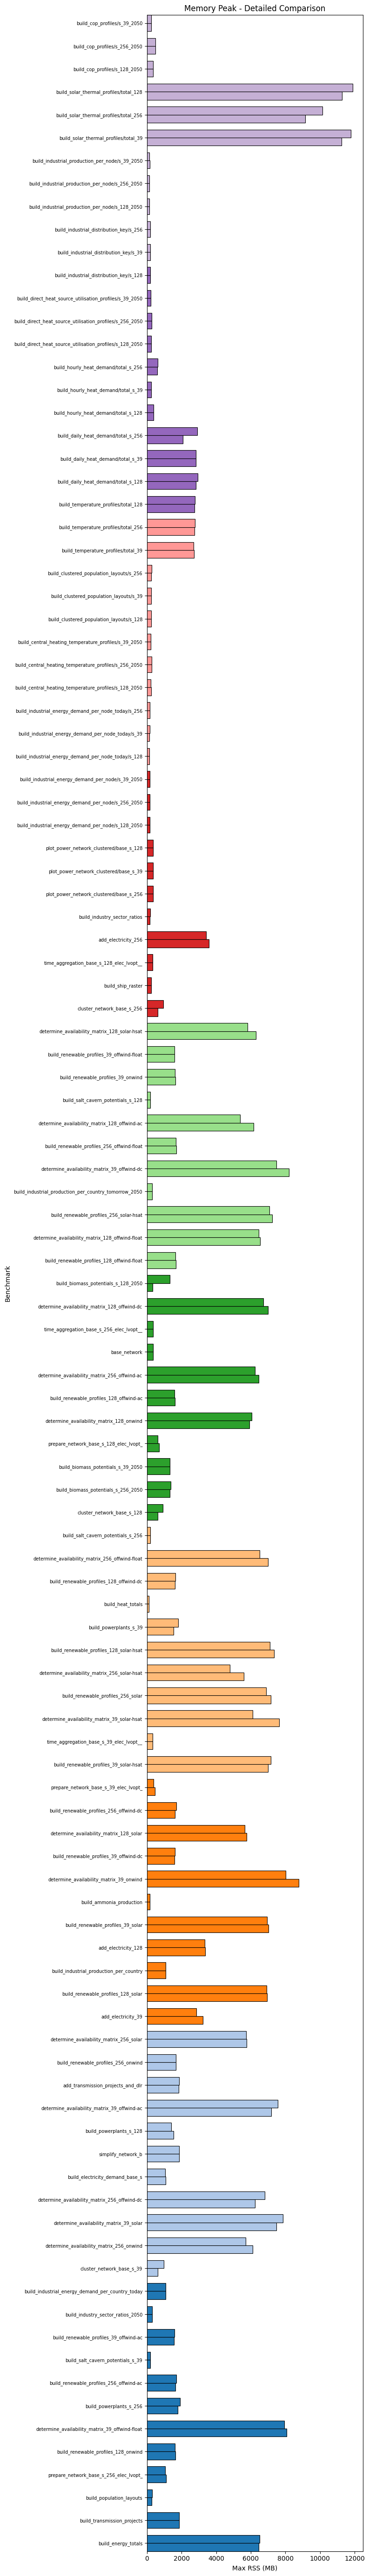 Memory Peak - Detailed Comparison
build_cop_profiles/s_39_2050
build_cop_profiles/s_256_2050
build_cop_profiles/s_128_2050
build_solar_thermal_profiles/total_128
build_solar_thermal_profiles/total_256
build_solar_thermal_profiles/total_39
build_industrial_production_per_node/s_39_2050
build_industrial_production_per_node/s_256_2050
build_industrial_production_per_node/s_128_2050
build_industrial_distribution_key/s_256
build_industrial_distribution_key/s_39
build_industrial_distribution_key/s_128
build_direct_heat_source_utilisation_profiles/s_39_2050
build_direct_heat_source_utilisation_profiles/s_256_2050
build_direct_heat_source_utilisation_profiles/s_128_2050
build_hourly_heat_demand/total_s_256
build_hourly_heat_demand/total_s_39
build_hourly_heat_demand/total_s_128
build_daily_heat_demand/total_s_256
build_daily_heat_demand/total_s_39
build_daily_heat_demand/total_s_128
build_temperature_profiles/total_128
build_temperature_profiles/total_256
build_temperature_profiles/total_39
build_clustered_population_layouts/s_256
build_clustered_population_layouts/s_39
build_clustered_population_layouts/s_128
build_central_heating_temperature_profiles/s_39_2050
build_central_heating_temperature_profiles/s_256_2050
build_central_heating_temperature_profiles/s_128_2050
build_industrial_energy_demand_per_node_today/s_256
build_industrial_energy_demand_per_node_today/s_39
build_industrial_energy_demand_per_node_today/s_128
build_industrial_energy_demand_per_node/s_39_2050
build_industrial_energy_demand_per_node/s_256_2050
build_industrial_energy_demand_per_node/s_128_2050
plot_power_network_clustered/base_s_128
plot_power_network_clustered/base_s_39
plot_power_network_clustered/base_s_256
build_industry_sector_ratios
add_electricity_256
time_aggregation_base_s_128_elec_lvopt__
build_ship_raster
cluster_network_base_s_256
determine_availability_matrix_128_solar-hsat
build_renewable_profiles_39_offwind-float
build_renewable_profiles_39_onwind
build_salt_cavern_potentials_s_128
determine_availability_matrix_128_offwind-ac
build_renewable_profiles_256_offwind-float
determine_availability_matrix_39_offwind-dc
build_industrial_production_per_country_tomorrow_2050
build_renewable_profiles_256_solar-hsat
determine_availability_matrix_128_offwind-float
build_renewable_profiles_128_offwind-float
build_biomass_potentials_s_128_2050
determine_availability_matrix_128_offwind-dc
time_aggregation_base_s_256_elec_lvopt__
base_network
determine_availability_matrix_256_offwind-ac
build_renewable_profiles_128_offwind-ac
determine_availability_matrix_128_onwind
prepare_network_base_s_128_elec_lvopt_
build_biomass_potentials_s_39_2050
build_biomass_potentials_s_256_2050
cluster_network_base_s_128
build_salt_cavern_potentials_s_256
determine_availability_matrix_256_offwind-float
build_renewable_profiles_128_offwind-dc
build_heat_totals
build_powerplants_s_39
build_renewable_profiles_128_solar-hsat
determine_availability_matrix_256_solar-hsat
build_renewable_profiles_256_solar
determine_availability_matrix_39_solar-hsat
time_aggregation_base_s_39_elec_lvopt__
build_renewable_profiles_39_solar-hsat
prepare_network_base_s_39_elec_lvopt_
build_renewable_profiles_256_offwind-dc
determine_availability_matrix_128_solar
build_renewable_profiles_39_offwind-dc
determine_availability_matrix_39_onwind
build_ammonia_production
build_renewable_profiles_39_solar
add_electricity_128
build_industrial_production_per_country
build_renewable_profiles_128_solar
add_electricity_39
determine_availability_matrix_256_solar
build_renewable_profiles_256_onwind
add_transmission_projects_and_dlr
determine_availability_matrix_39_offwind-ac
build_powerplants_s_128
simplify_network_b
build_electricity_demand_base_s
determine_availability_matrix_256_offwind-dc
determine_availability_matrix_39_solar
determine_availability_matrix_256_onwind
cluster_network_base_s_39
build_industrial_energy_demand_per_country_today
build_industry_sector_ratios_2050
build_renewable_profiles_39_offwind-ac
build_salt_cavern_potentials_s_39
build_renewable_profiles_256_offwind-ac
build_powerplants_s_256
determine_availability_matrix_39_offwind-float
build_renewable_profiles_128_onwind
prepare_network_base_s_256_elec_lvopt_
build_population_layouts
build_transmission_projects
build_energy_totals
Benchmark
0 2000 4000 6000 8000 10000 12000
Max RSS (MB)